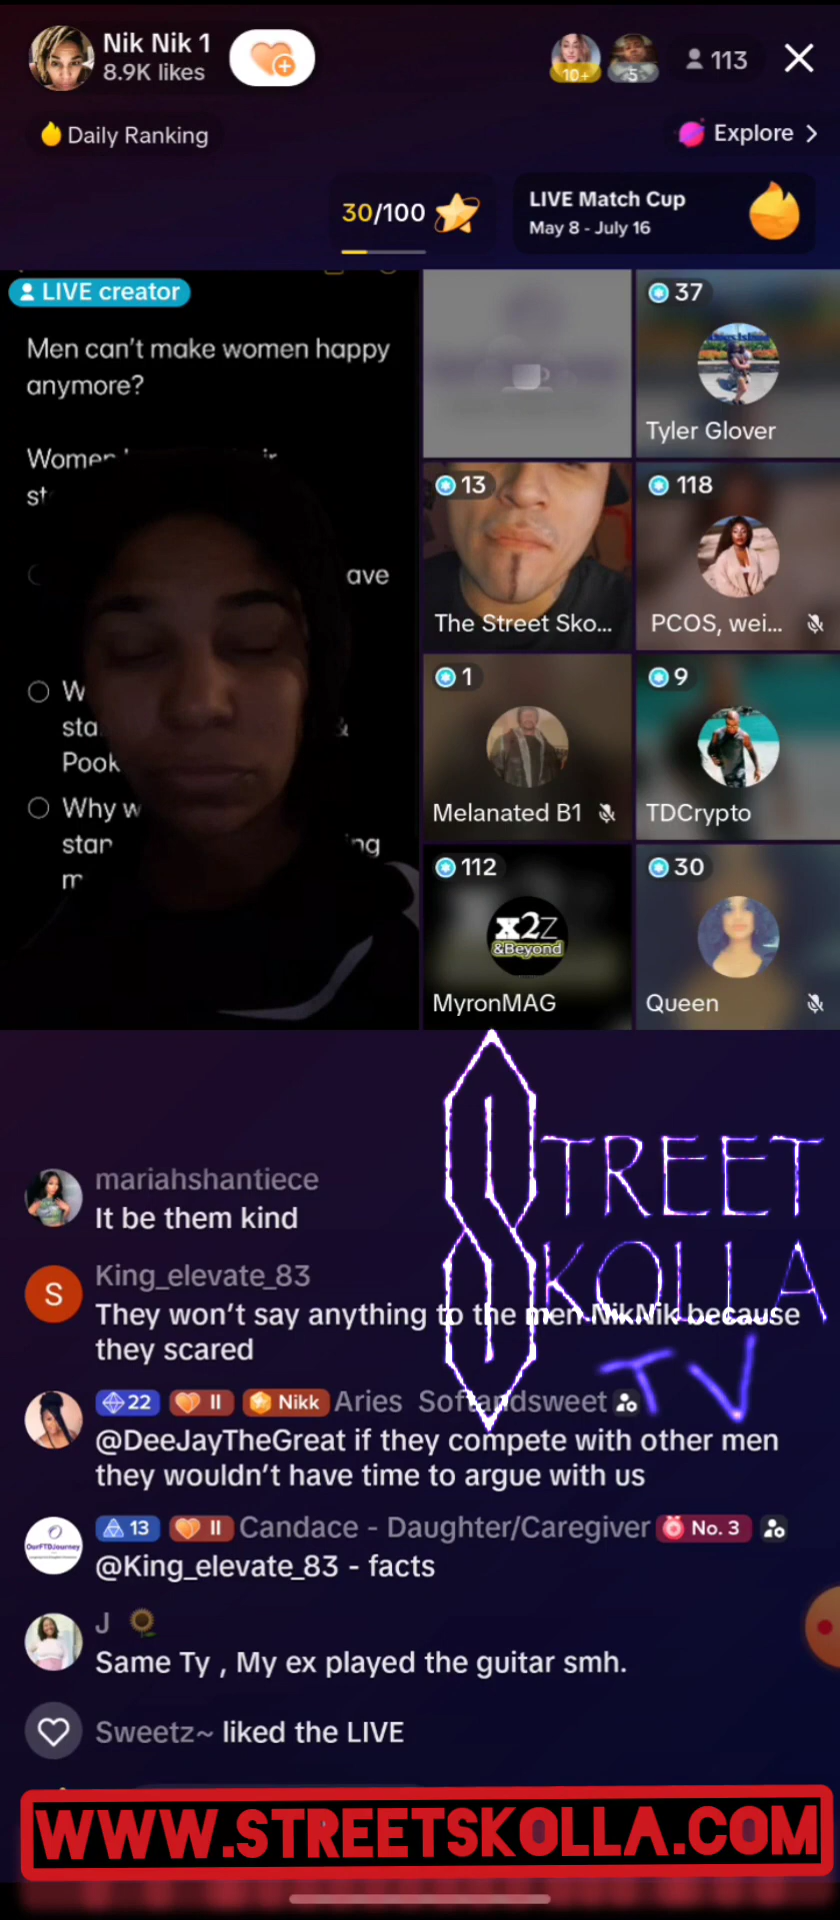 Nik Nik 1
8.9K likes
10+
5
113
Daily Ranking
Explore
30/100
LIVE Match Cup
May 8 - July 16
LIVE creator
Men can't make women happy
anymore?
Women
ave
Pook
Why w
37
Tyler Glover
13
The Street Sko...
118
PCOS, wei...
1
Melanated B1
9
TDCrypto
112
x2z
&Beyond
MyronMAG
30
Queen
STREET
SKOLLA
TV
mariahshantiece
It be them kind
S
King_elevate_83
They won't say anything to the men NikNik because
they scared
22 II Nikk Aries Softandsweet
@DeeJayTheGreat if they compete with other men
they wouldn't have time to argue with us
OurFTDJourney
13 II Candace - Daughter/Caregiver No. 3
@King_elevate_83 - facts
J
Same Ty , My ex played the guitar smh.
Sweetz~ liked the LIVE
WWW.STREETSKOLLA.COM